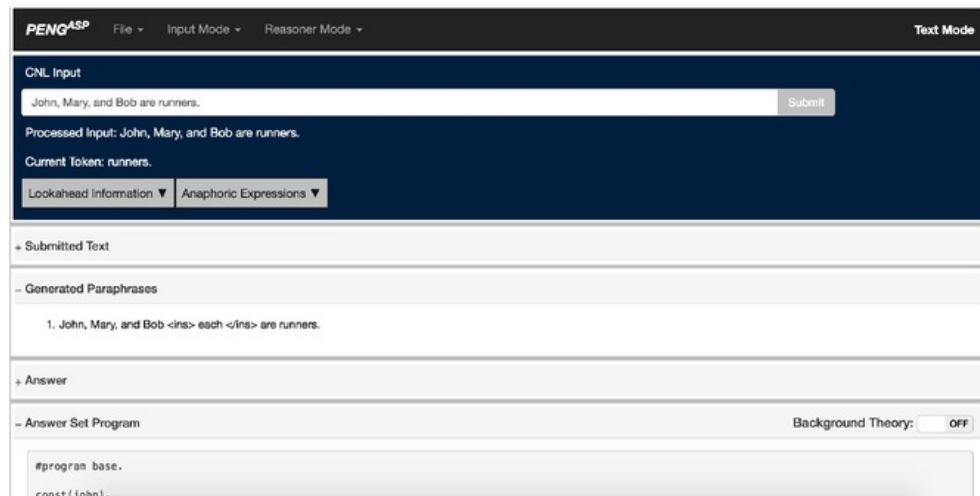 PENG^ASP File Input Mode Reasoner Mode Text Mode
CNL Input
John, Mary, and Bob are runners. Submit
Processed Input: John, Mary, and Bob are runners.
Current Token: runners.
Lookahead Information ▼ Anaphoric Expressions ▼
+ Submitted Text
– Generated Paraphrases
1. John, Mary, and Bob <ins> each </ins> are runners.
+ Answer
– Answer Set Program Background Theory: OFF
#program base.
const(john).